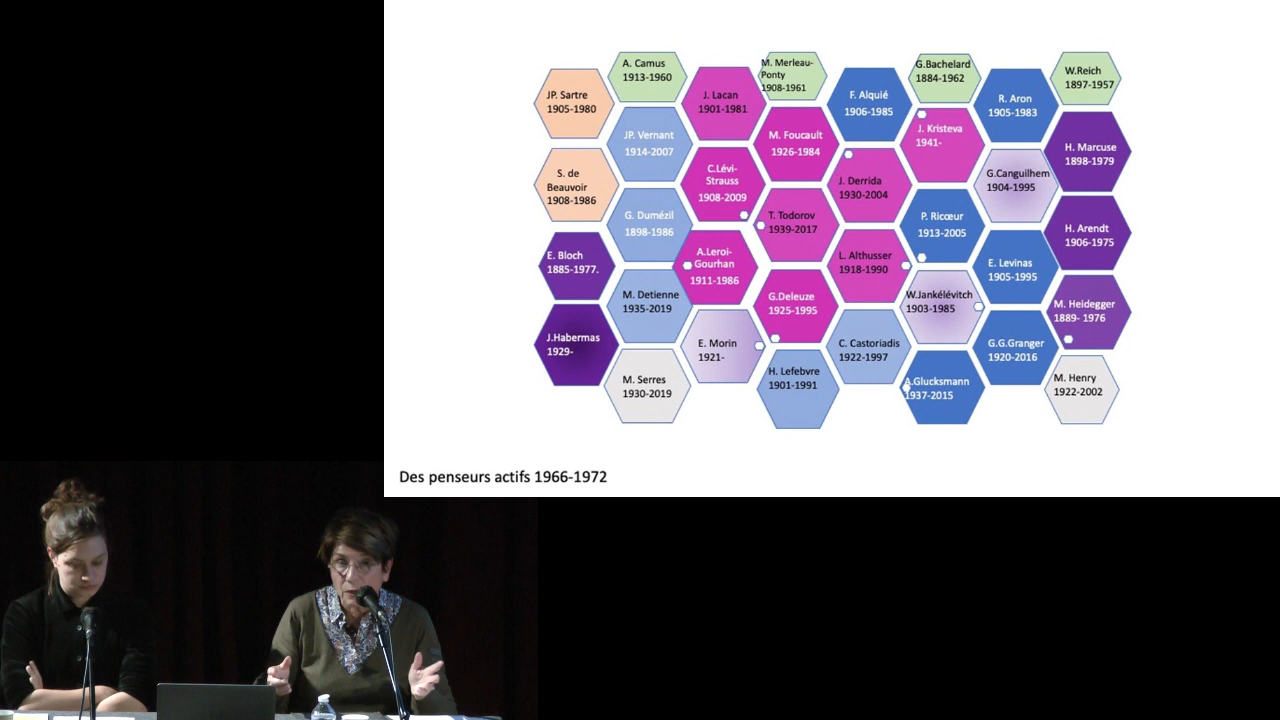 A. Camus
1913-1960
M. Merleau-
Ponty
1908-1961
G.Bachelard
1884-1962
W.Reich
1897-1957
JP. Sartre
1905-1980
J. Lacan
1901-1981
F. Alquié
1906-1985
R. Aron
1905-1983
JP. Vernant
1914-2007
M. Foucault
1926-1984
J. Kristeva
1941-
H. Marcuse
1898-1979
S. de
Beauvoir
1908-1986
C.Lévi-
Strauss
1908-2009
J. Derrida
1930-2004
G.Canguilhem
1904-1995
G. Dumézil
1898-1986
T. Todorov
1939-2017
P. Ricœur
1913-2005
H. Arendt
1906-1975
E. Bloch
1885-1977.
A.Leroi-
Gourhan
1911-1986
L. Althusser
1918-1990
E. Levinas
1905-1995
M. Detienne
1935-2019
G.Deleuze
1925-1995
W.Jankélévitch
1903-1985
M. Heidegger
1889- 1976
J.Habermas
1929-
E. Morin
1921-
C. Castoriadis
1922-1997
G.G.Granger
1920-2016
M. Serres
1930-2019
H. Lefebvre
1901-1991
A.Glucksmann
1937-2015
M. Henry
1922-2002
Des penseurs actifs 1966-1972